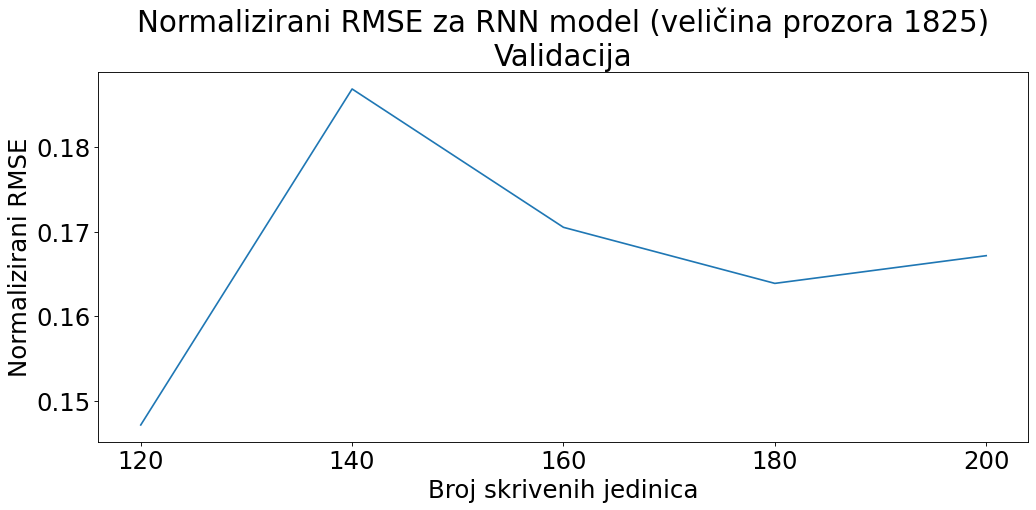 Normalizirani RMSE za RNN model (veličina prozora 1825)
Validacija
Normalizirani RMSE
0.18
0.17
0.16
0.15
120 140 160 180 200
Broj skrivenih jedinica